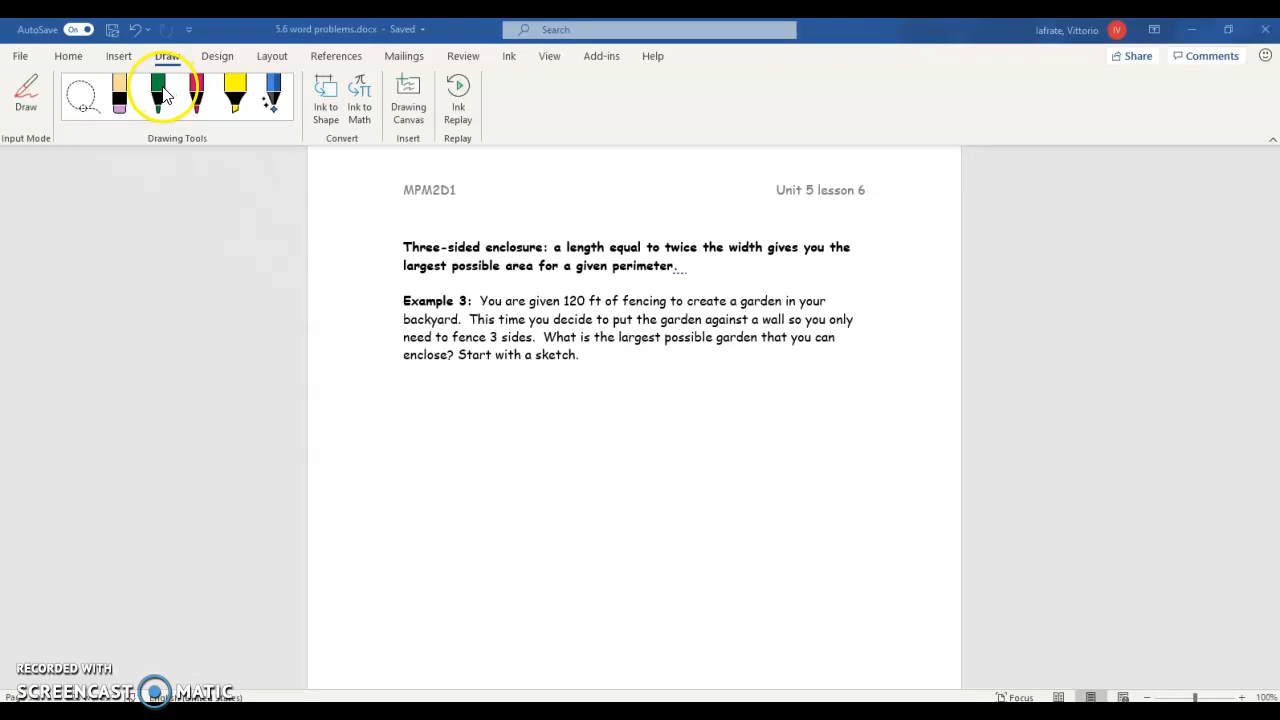 AutoSave On 5.6 word problems.docx - Saved Search Iafrate, Vittorio IV
File Home Insert Draw Design Layout References Mailings Review Ink View Add-ins Help Share Comments
Draw Ink to Shape Ink to Math Drawing Canvas Ink Replay
Input Mode Drawing Tools Convert Insert Replay
MPM2D1 Unit 5 lesson 6
Three-sided enclosure: a length equal to twice the width gives you the
largest possible area for a given perimeter.
Example 3: You are given 120 ft of fencing to create a garden in your
backyard. This time you decide to put the garden against a wall so you only
need to fence 3 sides. What is the largest possible garden that you can
enclose? Start with a sketch.
RECORDED WITH
SCREENCAST MATIC
English (United States) Focus 100%